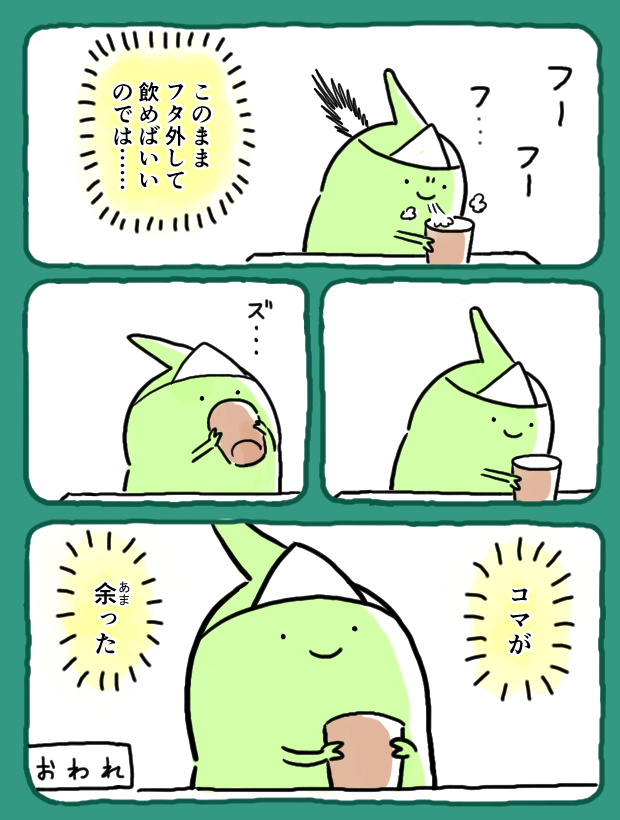 フーフー
フ…
このまま
フタ外して
飲めばいい
のでは……
ズ……
コマが
余った
あま
おわれ